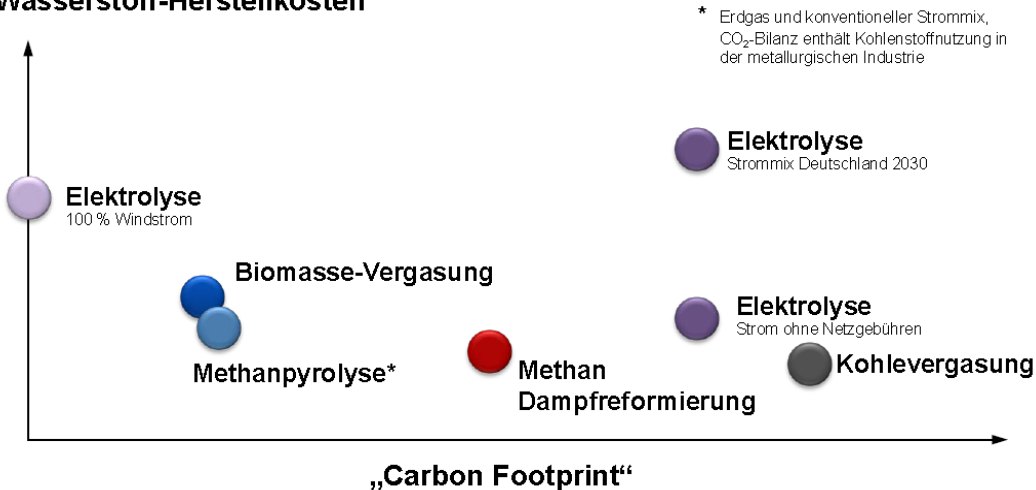 Wasserstoff-Herstellkosten
* Erdgas und konventioneller Strommix,
CO₂-Bilanz enthält Kohlenstoffnutzung in
der metallurgischen Industrie
Elektrolyse
Strommix Deutschland 2030
Elektrolyse
100 % Windstrom
Biomasse-Vergasung
Elektrolyse
Strom ohne Netzgebühren
Methanpyrolyse*
Methan
Dampfreformierung
Kohlevergasung
„Carbon Footprint“